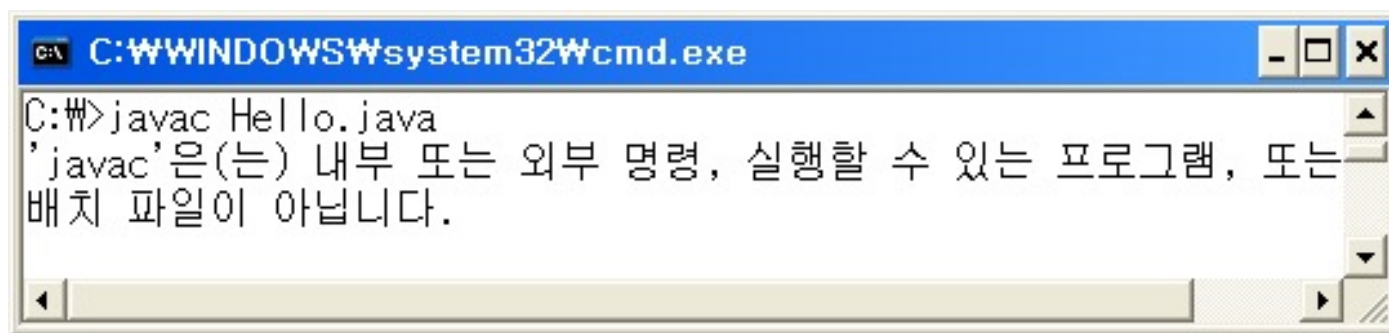 C:₩WINDOWS₩system32₩cmd.exe
C:₩>javac Hello.java
'javac'은(는) 내부 또는 외부 명령, 실행할 수 있는 프로그램, 또는
배치 파일이 아닙니다.